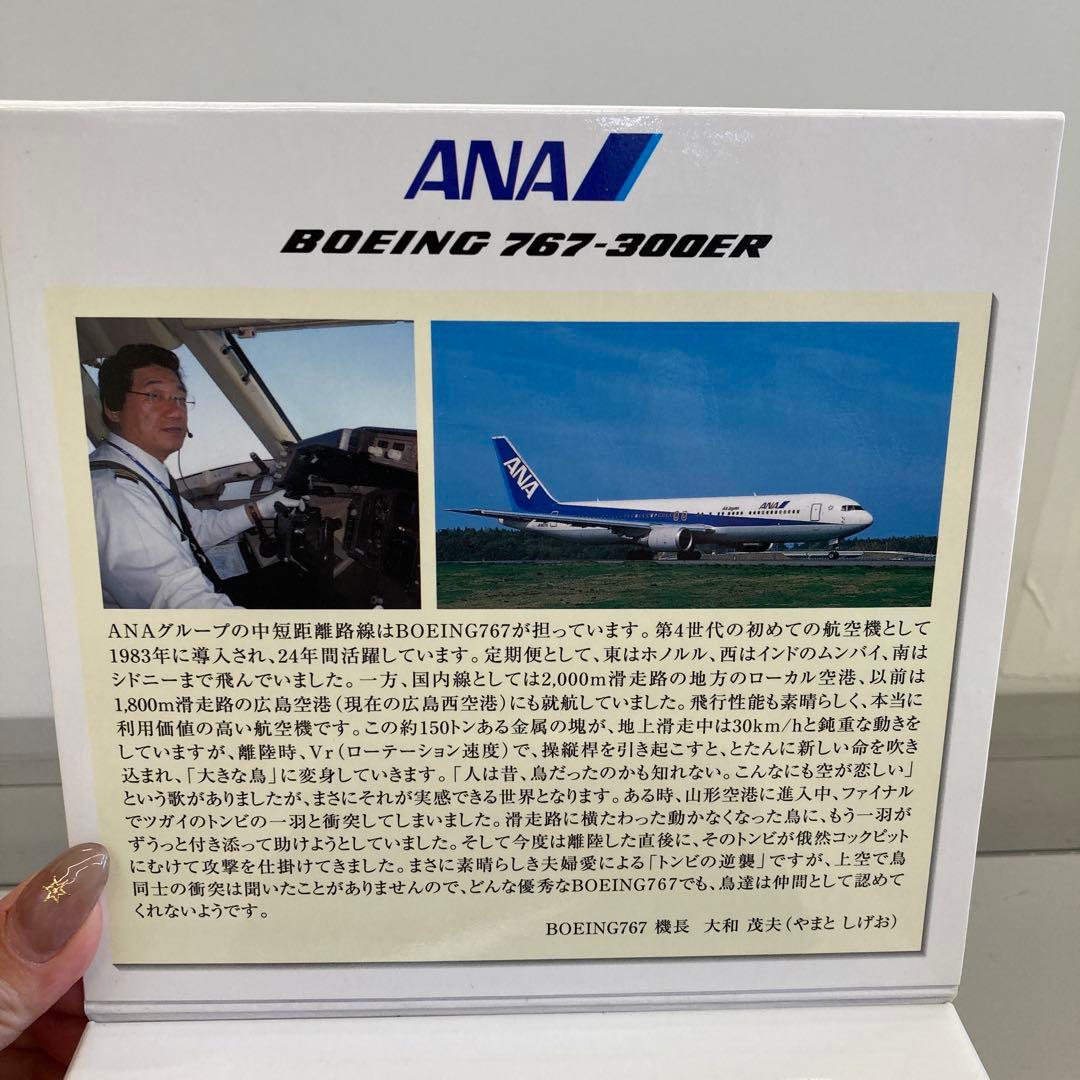 ANA
BOEING 767-300ER
ANA
ANA
ANAグループの中短距離路線はBOEING767が担っています。第4世代の初めての航空機として
1983年に導入され、24年間活躍しています。定期便として、東はホノルル、西はインドのムンバイ、南は
シドニーまで飛んでいました。一方、国内線としては2,000m滑走路の地方のローカル空港、以前は
1,800m滑走路の広島空港(現在の広島西空港)にも就航していました。飛行性能も素晴らしく、本当に
利用価値の高い航空機です。この約150トンある金属の塊が、地上滑走中は30km/hと鈍重な動きを
していますが、離陸時、Vr(ローテーション速度)で、操縦桿を引き起こすと、とたんに新しい命を吹き
込まれ、「大きな鳥」に変身していきます。「人は昔、鳥だったのかも知れない。こんなにも空が恋しい」
という歌がありましたが、まさにそれが実感できる世界となります。ある時、山形空港に進入中、ファイナル
でツガイのトンビの一羽と衝突してしまいました。滑走路に横たわった動かなくなった鳥に、もう一羽が
ずうっと付き添って助けようとしていました。そして今度は離陸した直後に、そのトンビが俄然コックピット
にむけて攻撃を仕掛けてきました。まさに素晴らしき夫婦愛による「トンビの逆襲」ですが、上空で鳥
同士の衝突は聞いたことがありませんので、どんな優秀なBOEING767でも、鳥達は仲間として認めて
くれないようです。
BOEING767 機長 大和 茂夫(やまと しげお)